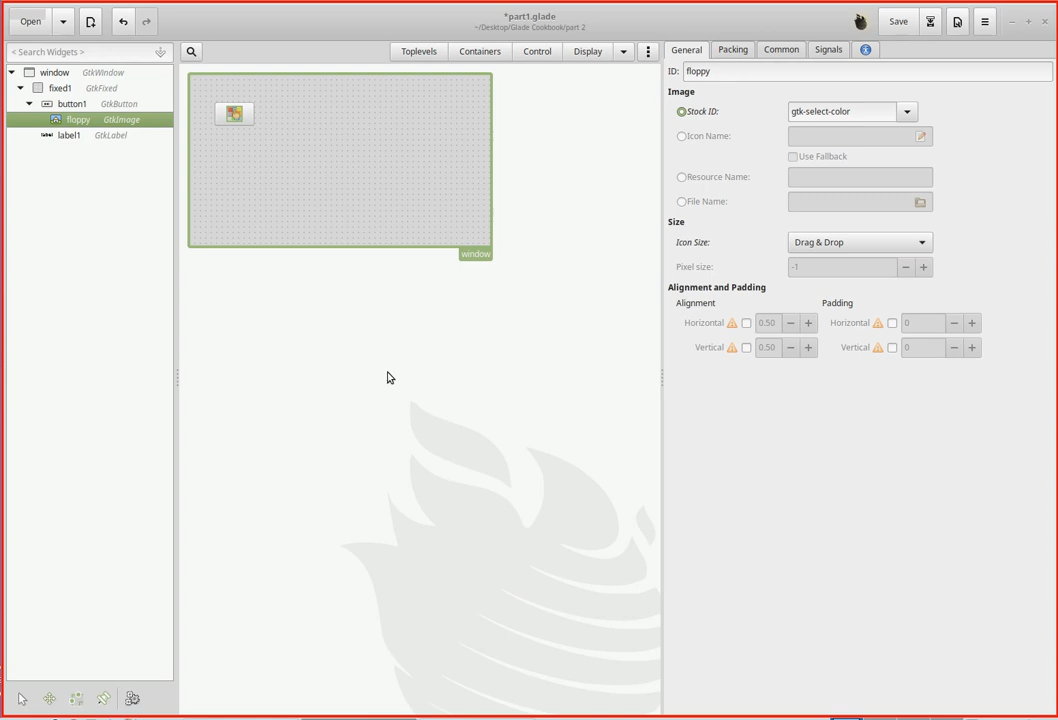 *part1.glade
~/Desktop/Glade Cookbook/part 2
Open
Save
< Search Widgets >
Toplevels
Containers
Control
Display
General
Packing
Common
Signals
window GtkWindow
fixed1 GtkFixed
button1 GtkButton
floppy GtkImage
label1 GtkLabel
window
ID: floppy
Image
Stock ID: gtk-select-color
Icon Name:
Use Fallback
Resource Name:
File Name:
Size
Icon Size: Drag & Drop
Pixel size: -1
Alignment and Padding
Alignment Padding
Horizontal 0.50 Horizontal 0
Vertical 0.50 Vertical 0